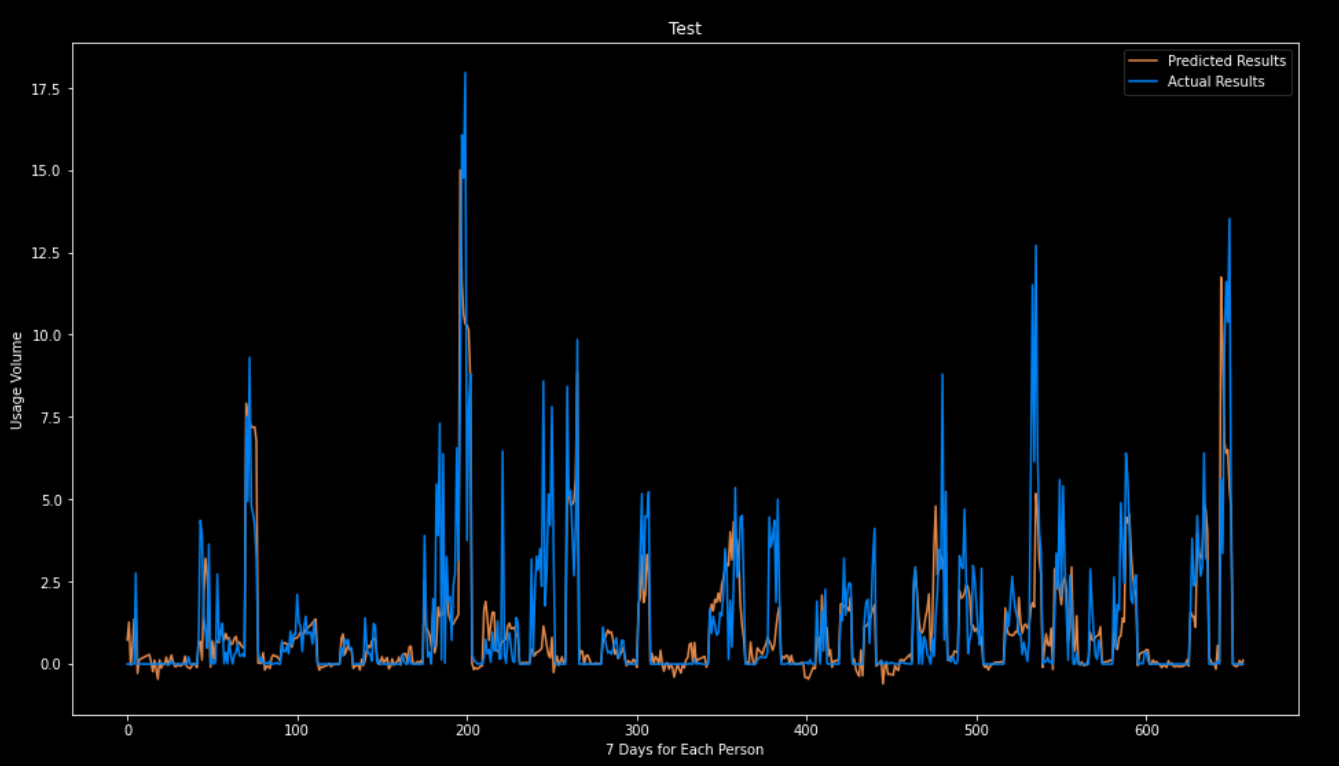 Test
Predicted Results
Actual Results
17.5
15.0
12.5
10.0
7.5
5.0
2.5
0.0
Usage Volume
0 100 200 300 400 500 600
7 Days for Each Person